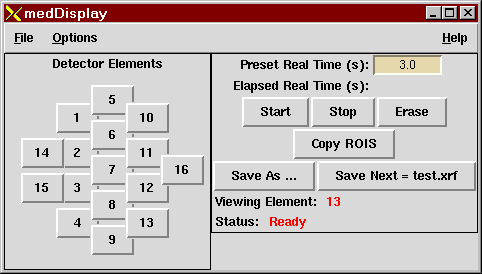 medDisplay
File Options Help
Detector Elements
5
1 10
6
14 2 11
7 16
15 3 12
8
4 13
9
Preset Real Time (s): 3.0
Elapsed Real Time (s):
Start Stop Erase
Copy ROIS
Save As ... Save Next = test.xrf
Viewing Element: 13
Status: Ready